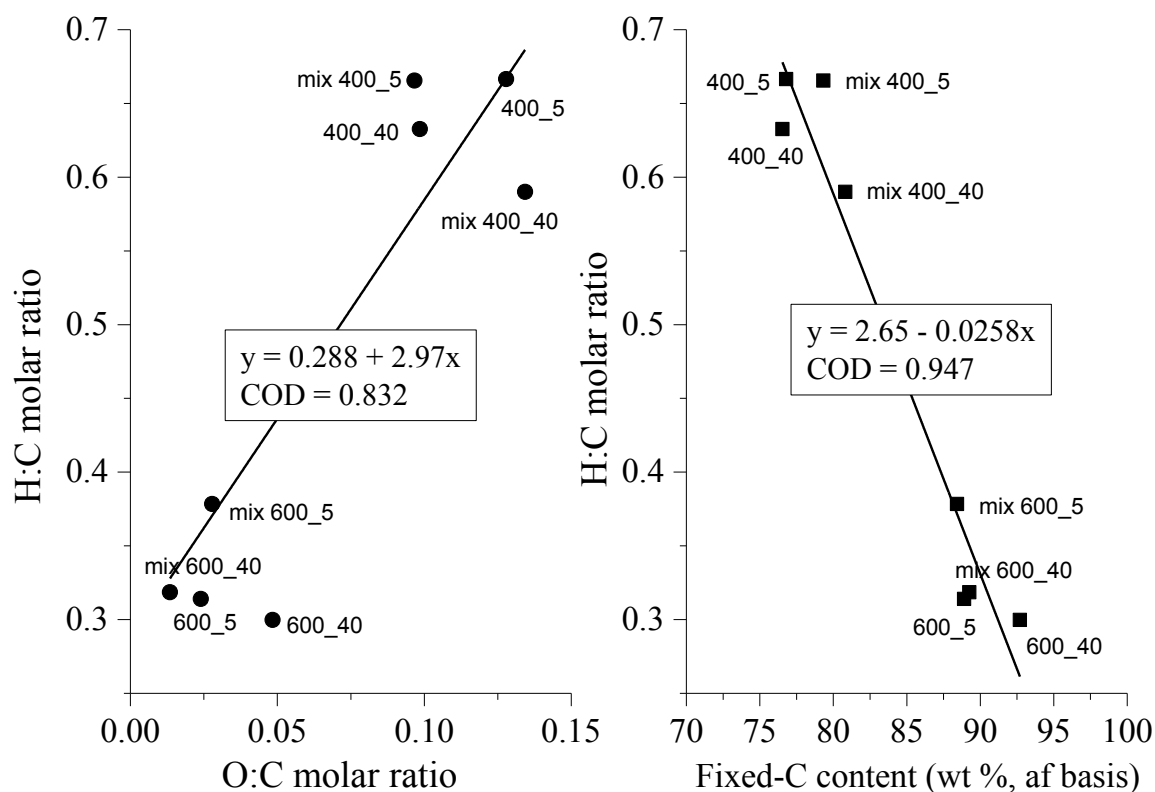 0.7
0.6
0.5
0.4
0.3
H:C molar ratio
mix 400_5
400_5
400_40
mix 400_40
y = 0.288 + 2.97x
COD = 0.832
mix 600_5
mix 600_40
600_5
600_40
0.00 0.05 0.10 0.15
O:C molar ratio
0.7
0.6
0.5
0.4
0.3
H:C molar ratio
400_5
mix 400_5
400_40
mix 400_40
y = 2.65 - 0.0258x
COD = 0.947
mix 600_5
mix 600_40
600_5
600_40
70 75 80 85 90 95 100
Fixed-C content (wt %, af basis)